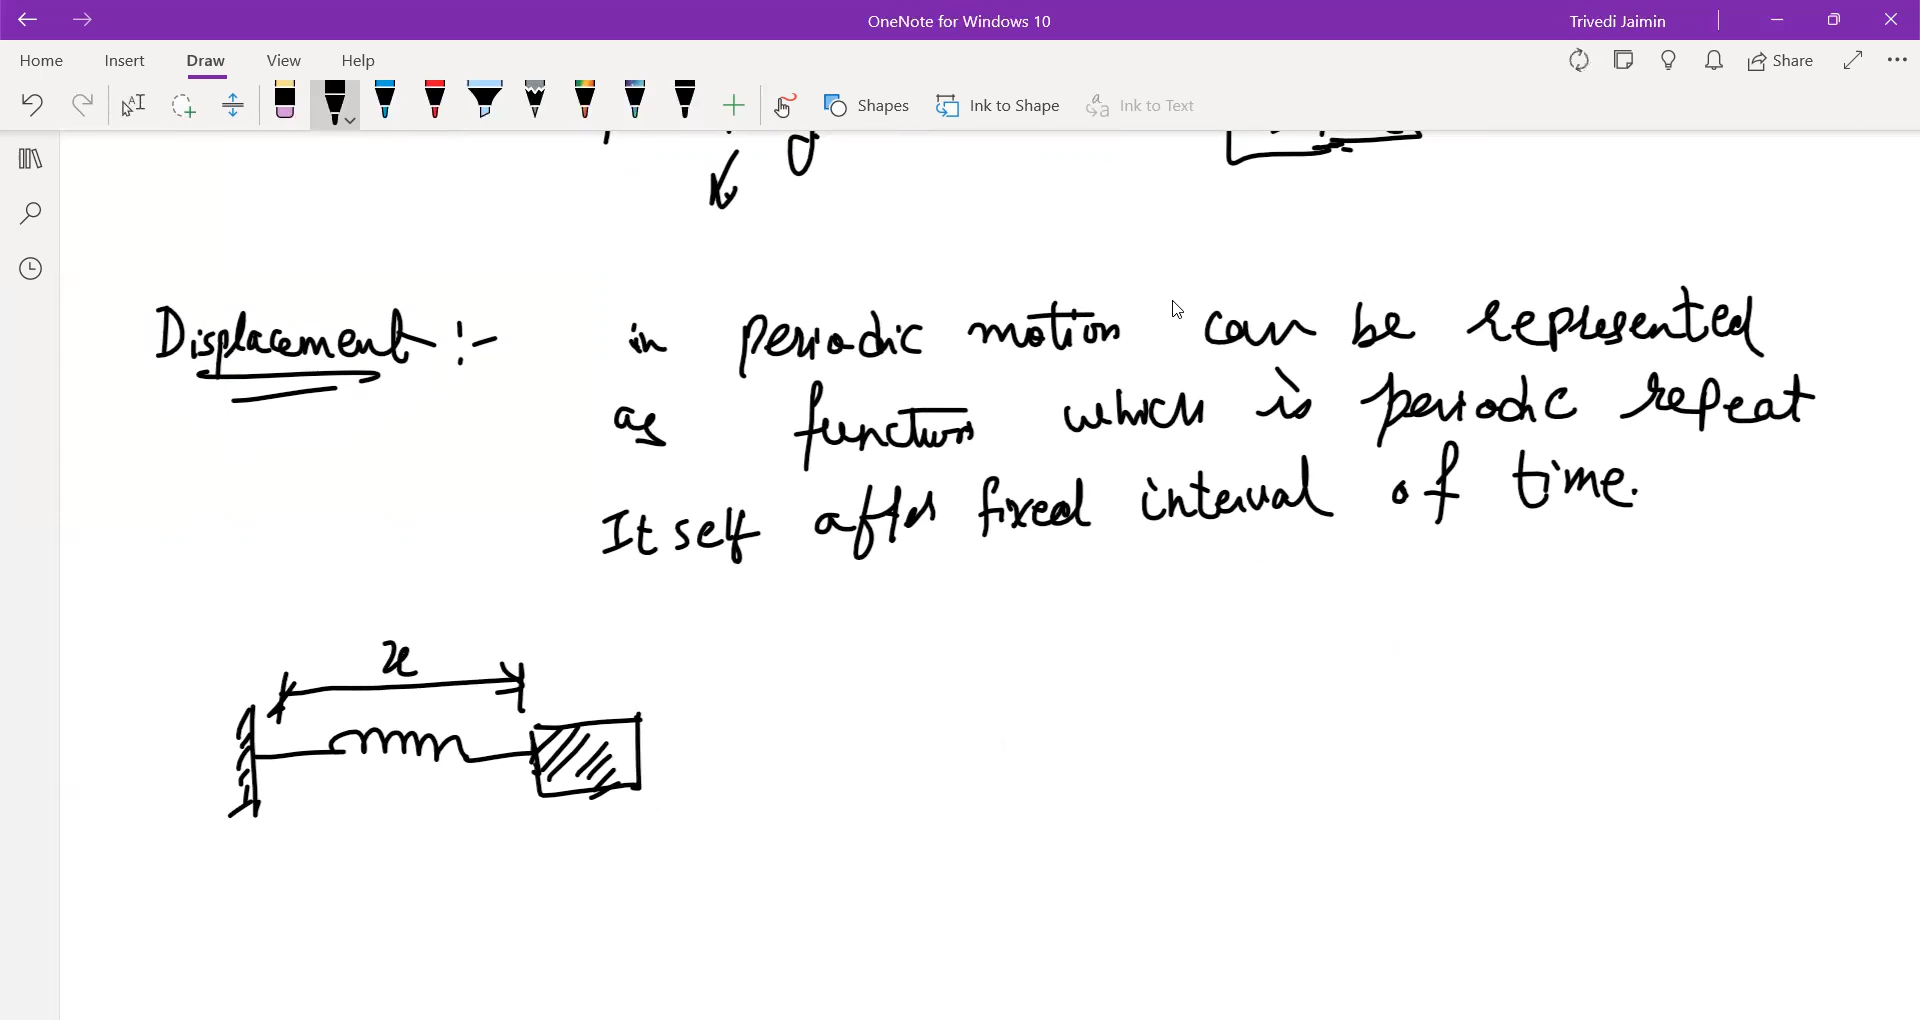 OneNote for Windows 10
Trivedi Jaimin
Home Insert Draw View Help
Share
Shapes Ink to Shape Ink to Text
Displacement :- in periodic motion can be represented
as function which is periodic repeat
Itself after fixed interval of time.
x